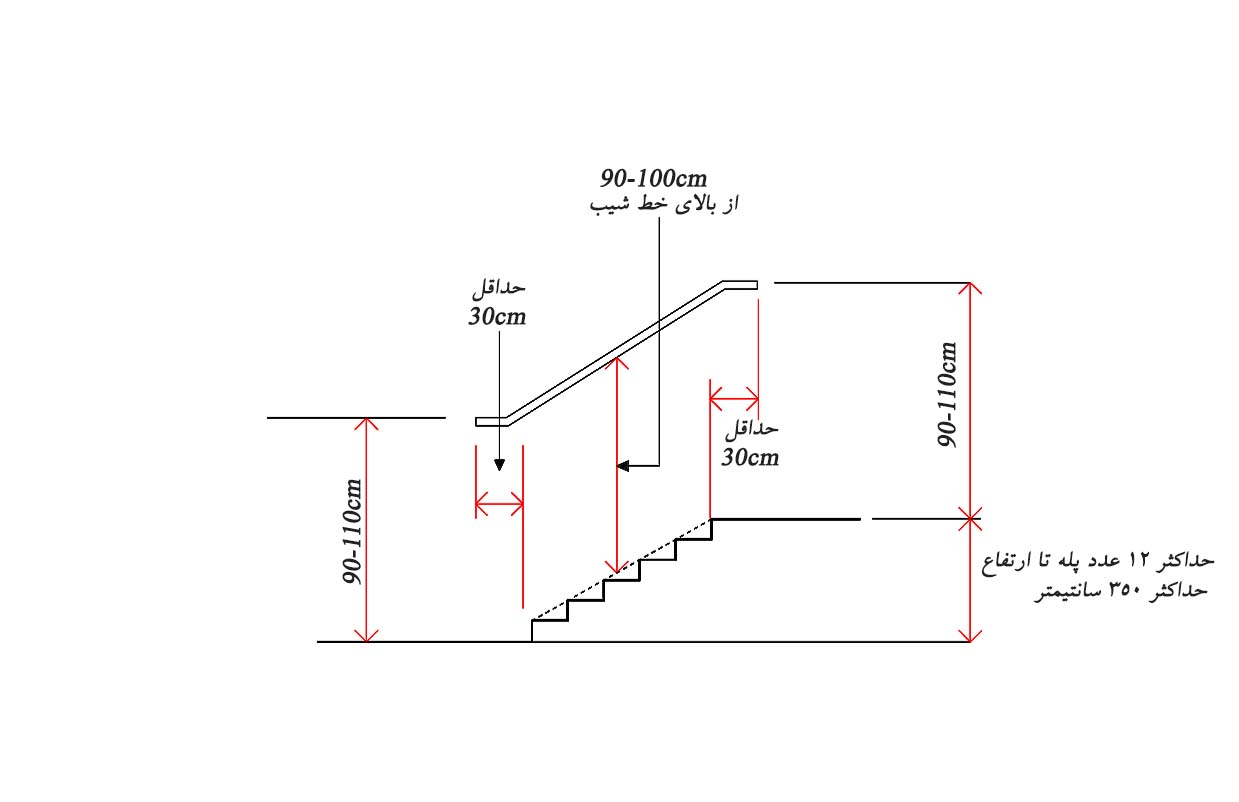 90-100cm
از بالای خط شیب
حداقل
30cm
90-110cm
حداقل
30cm
90-110cm
حداکثر ۱۲ عدد پله تا ارتفاع
حداکثر ۳۵۰ سانتیمتر